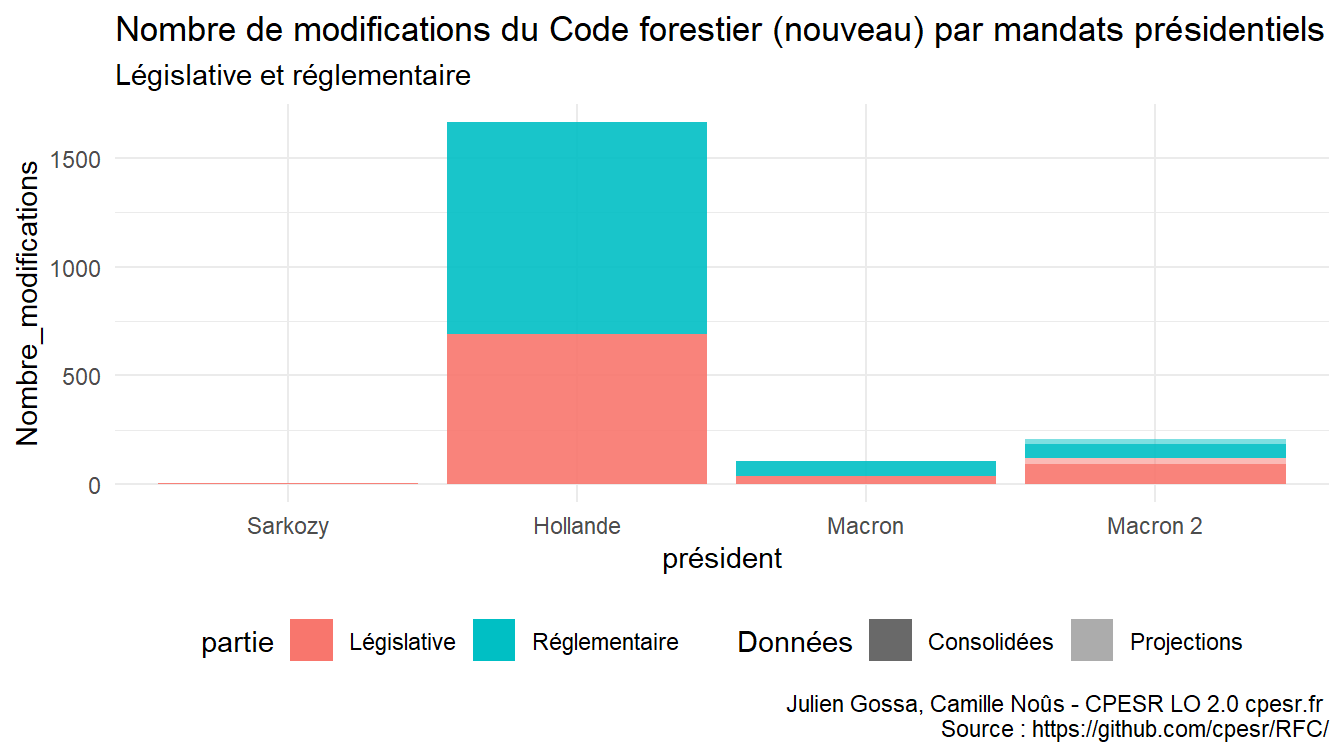 Nombre de modifications du Code forestier (nouveau) par mandats présidentiels
Législative et réglementaire
Nombre_modifications
1500
1000
500
0
Sarkozy Hollande Macron Macron 2
président
partie Législative Réglementaire Données Consolidées Projections
Julien Gossa, Camille Noûs - CPESR LO 2.0 cpesr.fr
Source : https://github.com/cpesr/RFC/